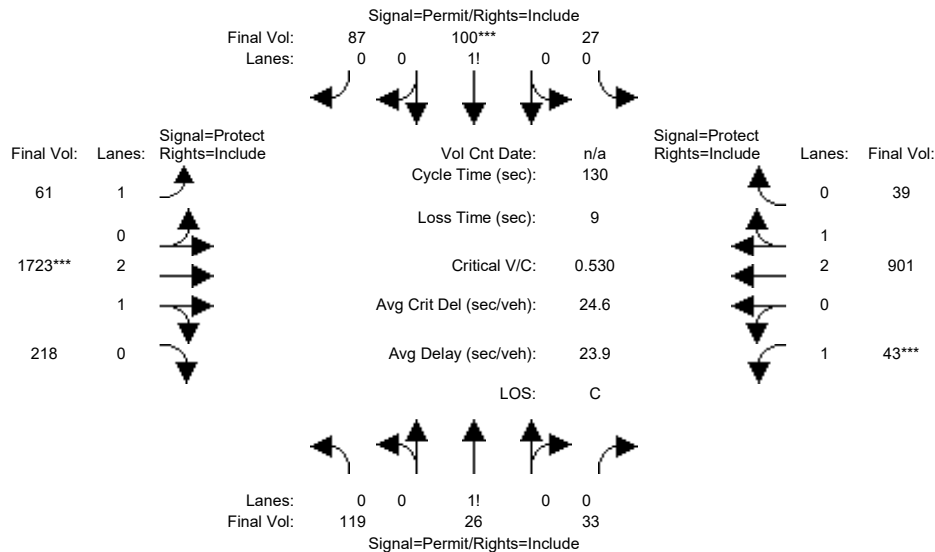 Signal=Permit/Rights=Include
Final Vol: 87 100*** 27
Lanes: 0 0 1! 0 0
Signal=Protect Signal=Protect
Final Vol: Lanes: Rights=Include Vol Cnt Date: n/a Rights=Include Lanes: Final Vol:
Cycle Time (sec): 130
61 1 0 39
Loss Time (sec): 9
0 1
1723*** 2 Critical V/C: 0.530 2 901
1 Avg Crit Del (sec/veh): 24.6 0
218 0 Avg Delay (sec/veh): 23.9 1 43***
LOS: C
Lanes: 0 0 1! 0 0
Final Vol: 119 26 33
Signal=Permit/Rights=Include